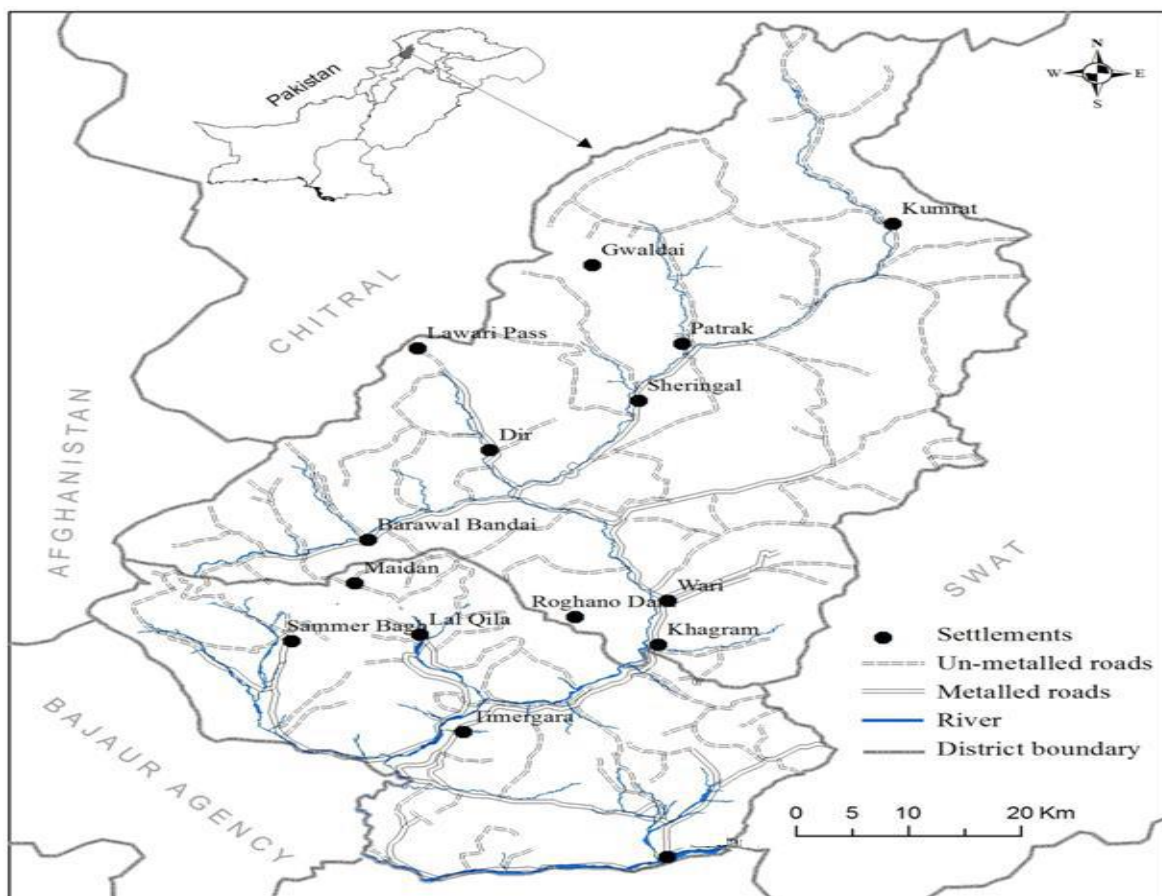 N
W E
S
Pakistan
Kumrat
Gwaldai
CHITRAL
Lawari Pass
Patrak
Sheringal
Dir
AFGHANISTAN
Barawal Bandai
Maidan
SWAT
Wari
Roghano Da
Lal Qila
Sammer Bagh
Khagram
Timergara
BAJAUR AGENCY
Settlements
Un-metalled roads
Metalled roads
River
District boundary
0 5 10 20 Km